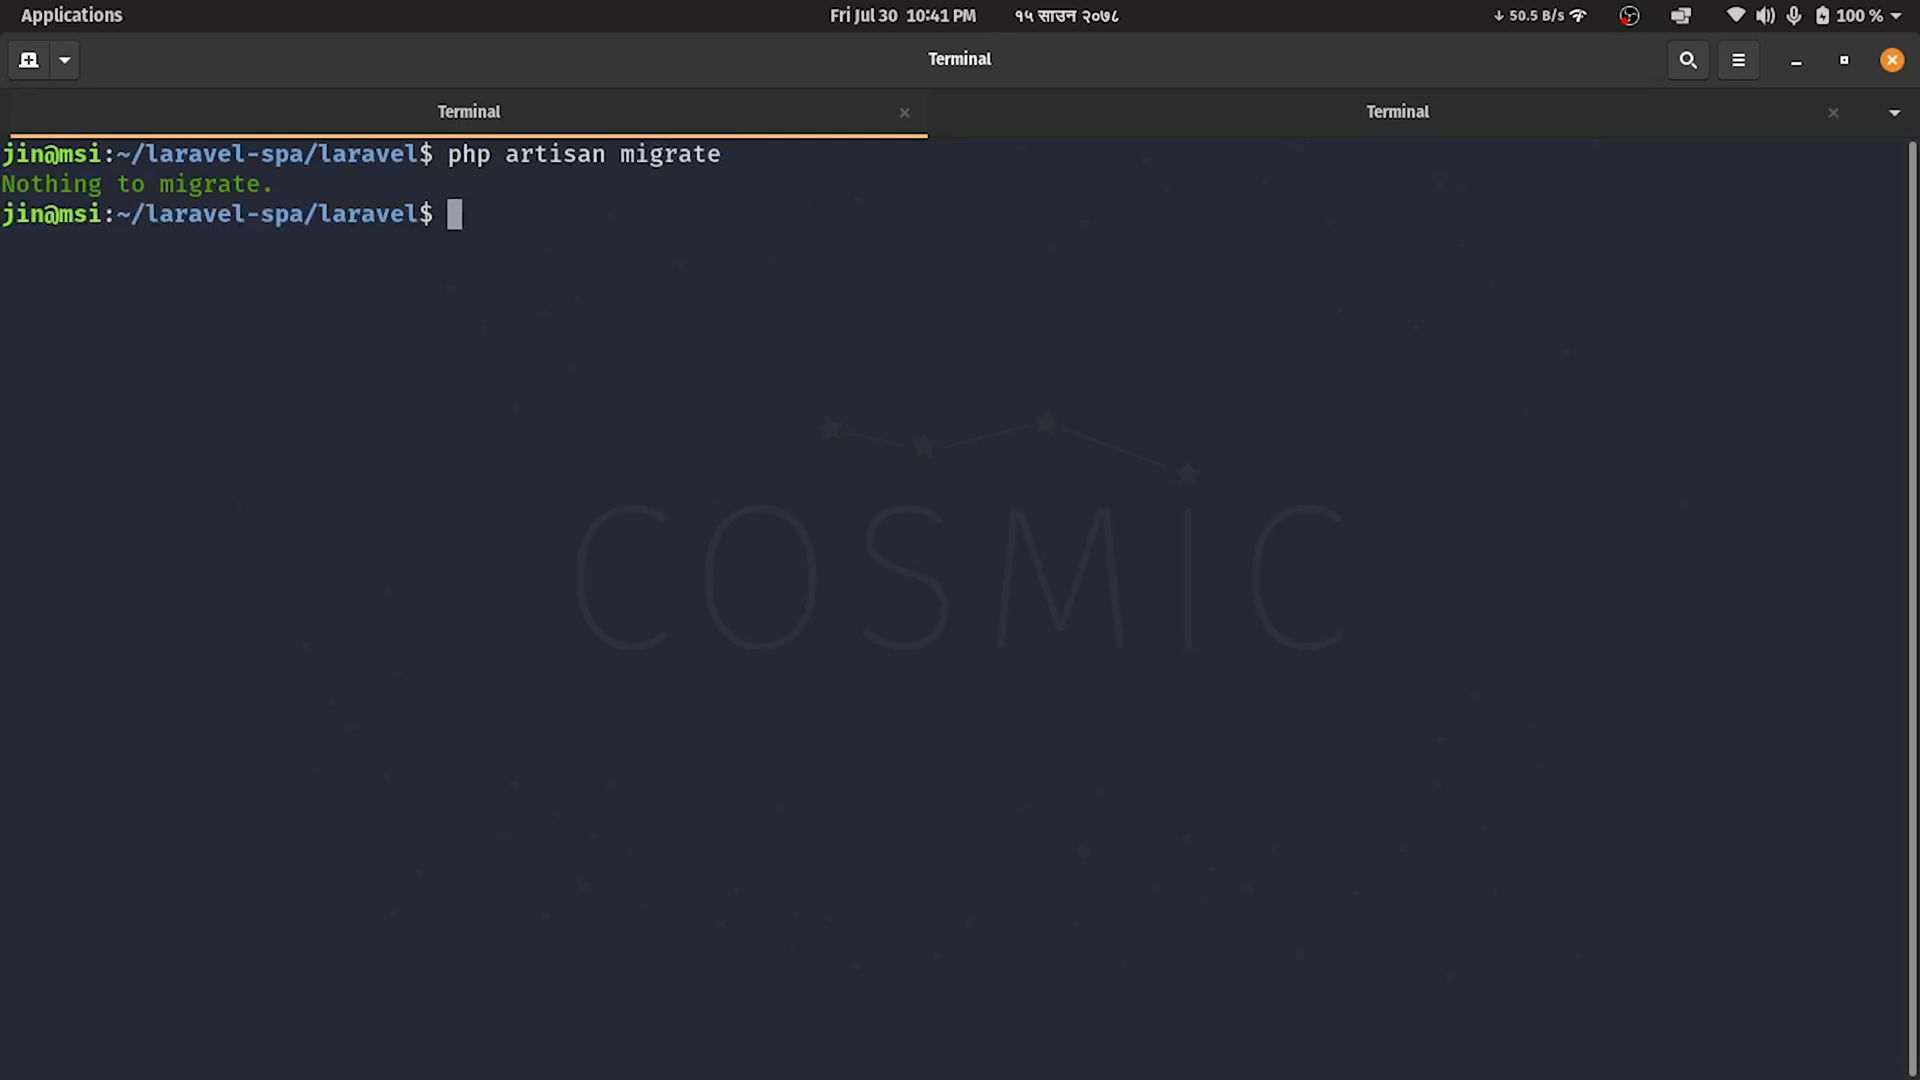 Applications
Fri Jul 30 10:41 PM
१५ साउन २०७८
↓ 50.5 B/s
100 %
Terminal
Terminal
Terminal
jin@msi:~/laravel-spa/laravel$ php artisan migrate
Nothing to migrate.
jin@msi:~/laravel-spa/laravel$
COSMIC